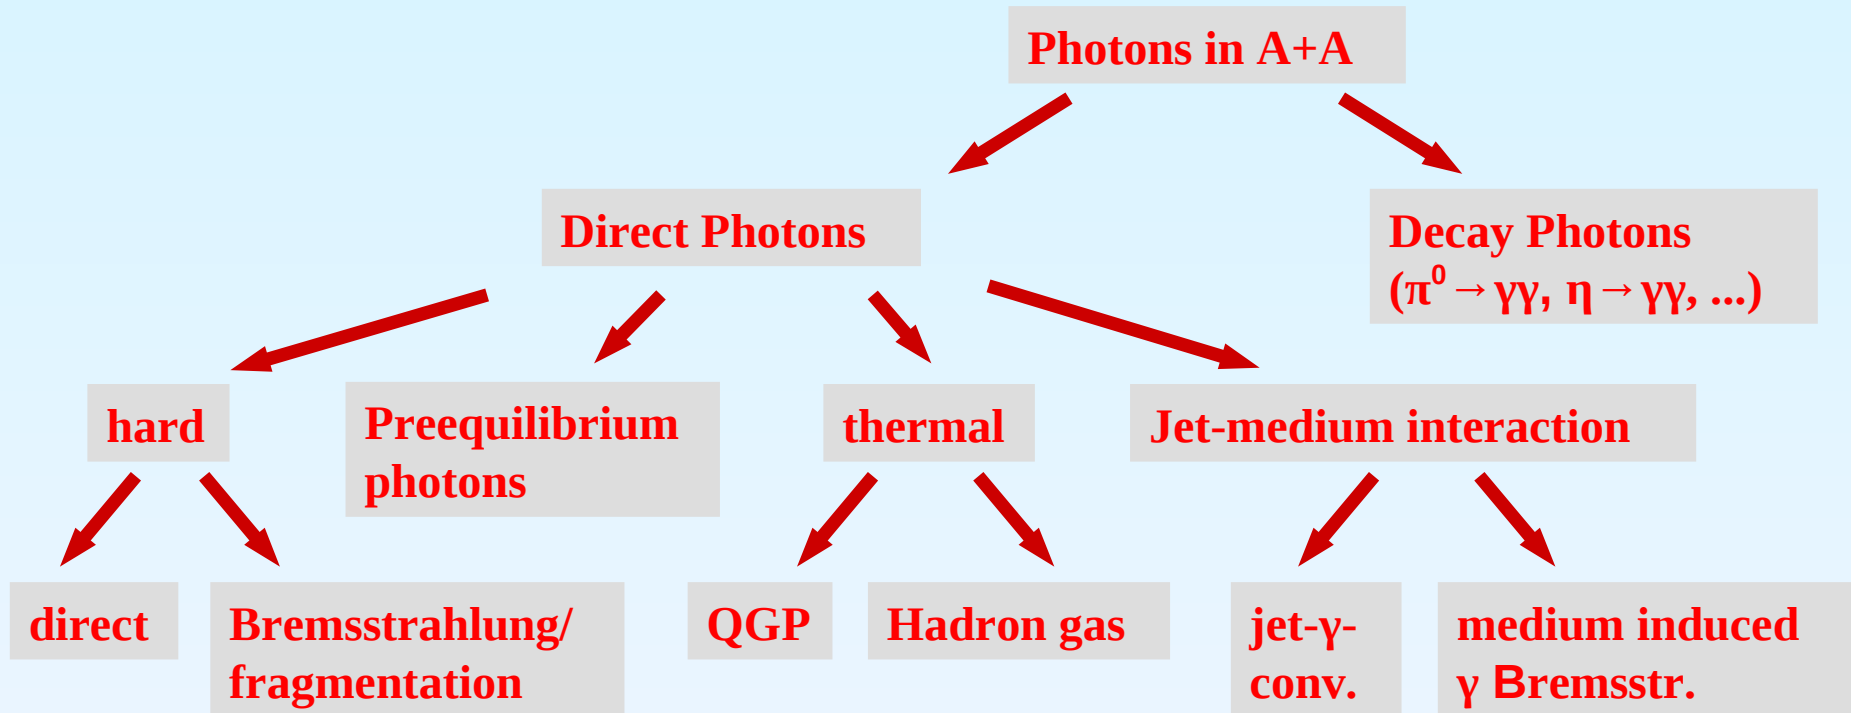 Photons in A+A
Direct Photons
Decay Photons
(π⁰→γγ, η→γγ, ...)
hard
Preequilibrium
photons
thermal
Jet-medium interaction
direct
Bremsstrahlung/
fragmentation
QGP
Hadron gas
jet-γ-
conv.
medium induced
γ Bremsstr.